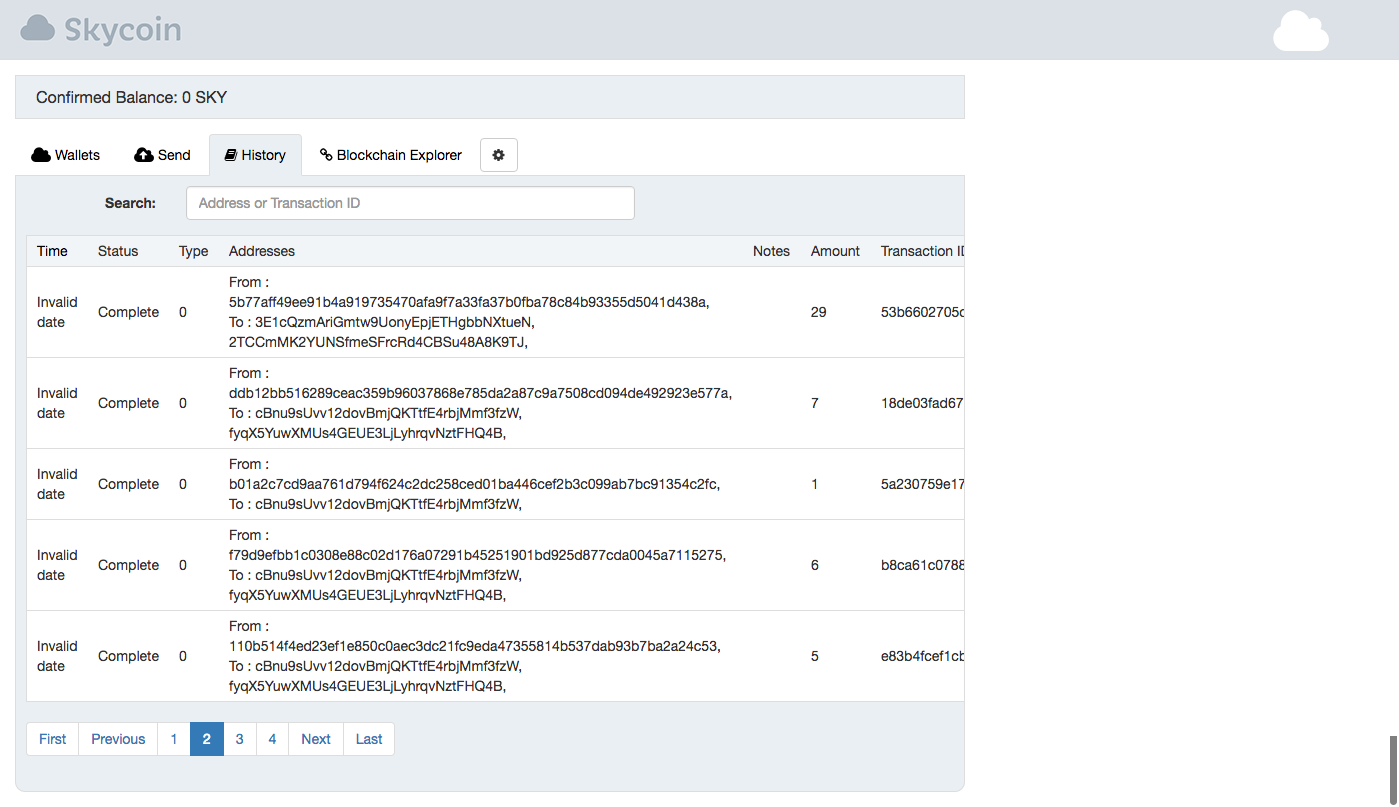 Skycoin
Confirmed Balance: 0 SKY
Wallets Send History Blockchain Explorer
Search: Address or Transaction ID
Time Status Type Addresses Notes Amount Transaction ID
Invalid date Complete 0 From : 29 53b6602705c
5b77aff49ee91b4a919735470afa9f7a33fa37b0fba78c84b93355d5041d438a,
To : 3E1cQzmAriGmtw9UonyEpjETHgbbNXtueN,
2TCCmMK2YUNSfmeSFrcRd4CBSu48A8K9TJ,
Invalid date Complete 0 From : 7 18de03fad67
ddb12bb516289ceac359b96037868e785da2a87c9a7508cd094de492923e577a,
To : cBnu9sUvv12dovBmjQKTtfE4rbjMmf3fzW,
fyqX5YuwXMUs4GEUE3LjLyhrqvNztFHQ4B,
Invalid date Complete 0 From : 1 5a230759e17
b01a2c7cd9aa761d794f624c2dc258ced01ba446cef2b3c099ab7bc91354c2fc,
To : cBnu9sUvv12dovBmjQKTtfE4rbjMmf3fzW,
Invalid date Complete 0 From : 6 b8ca61c0788
f79d9efbb1c0308e88c02d176a07291b45251901bd925d877cda0045a7115275,
To : cBnu9sUvv12dovBmjQKTtfE4rbjMmf3fzW,
fyqX5YuwXMUs4GEUE3LjLyhrqvNztFHQ4B,
Invalid date Complete 0 From : 5 e83b4fcef1cb
110b514f4ed23ef1e850c0aec3dc21fc9eda47355814b537dab93b7ba2a24c53,
To : cBnu9sUvv12dovBmjQKTtfE4rbjMmf3fzW,
fyqX5YuwXMUs4GEUE3LjLyhrqvNztFHQ4B,
First Previous 1 2 3 4 Next Last